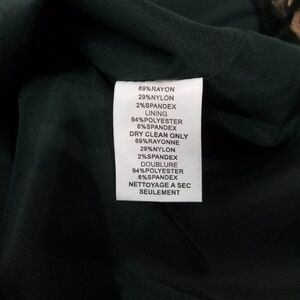 69%RAYON
29%NYLON
2%SPANDEX
LINING
94%POLYESTER
6%SPANDEX
DRY CLEAN ONLY
69%RAYONNE
29%NYLON
2%SPANDEX
DOUBLURE
94%POLYESTER
6%SPANDEX
NETTOYAGE A SEC
SEULEMENT